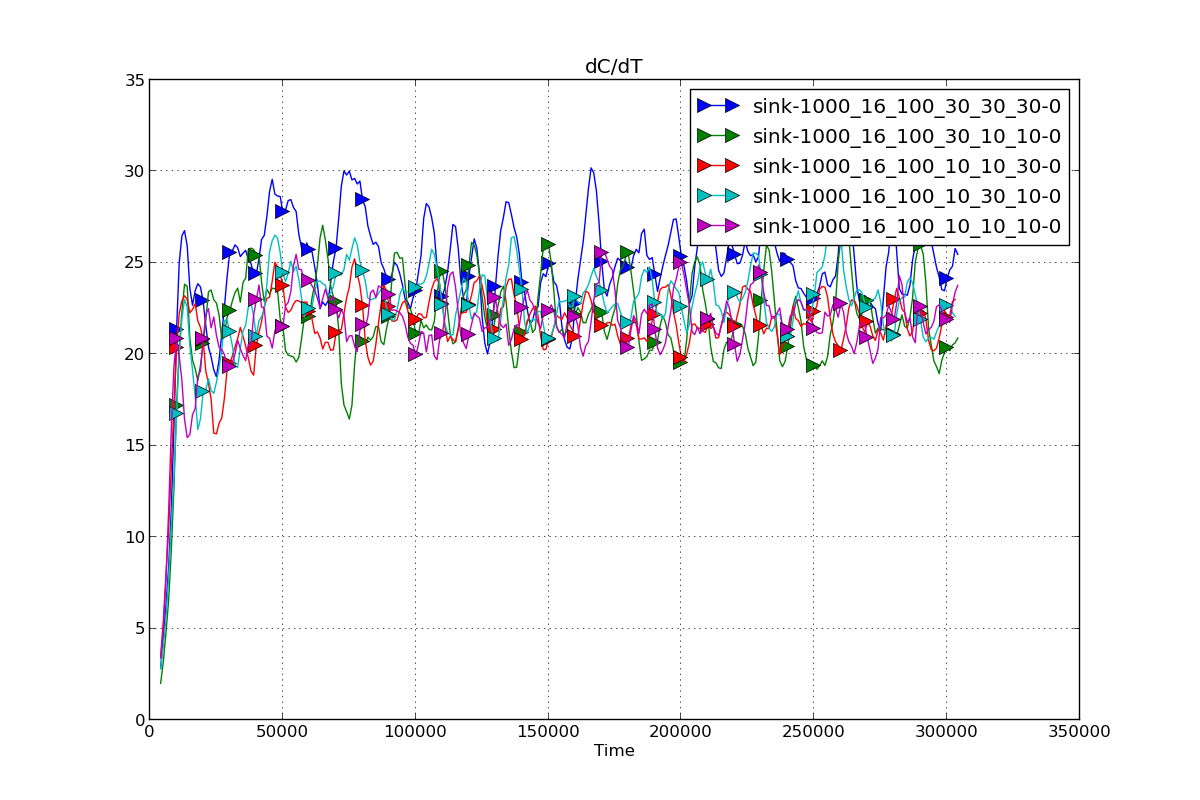 dC/dT
35
30
25
20
15
10
5
0
sink-1000_16_100_30_30_30-0
sink-1000_16_100_30_10_10-0
sink-1000_16_100_10_10_30-0
sink-1000_16_100_10_30_10-0
sink-1000_16_100_10_10_10-0
0 50000 100000 150000 200000 250000 300000 350000
Time